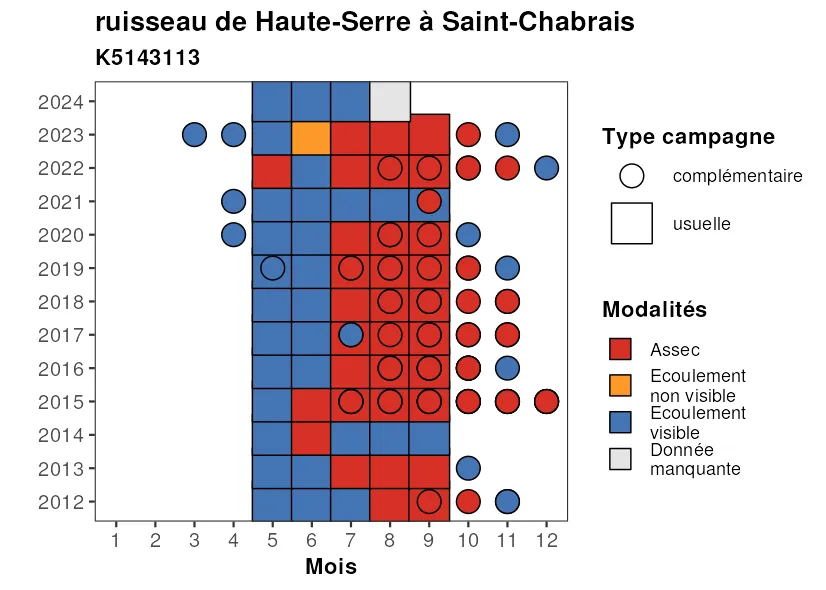 ruisseau de Haute-Serre à Saint-Chabrais
K5143113
2024
2023
2022
2021
2020
2019
2018
2017
2016
2015
2014
2013
2012
1 2 3 4 5 6 7 8 9 10 11 12
Mois
Type campagne
complémentaire
usuelle
Modalités
Assec
Ecoulement
non visible
Ecoulement
visible
Donnée
manquante